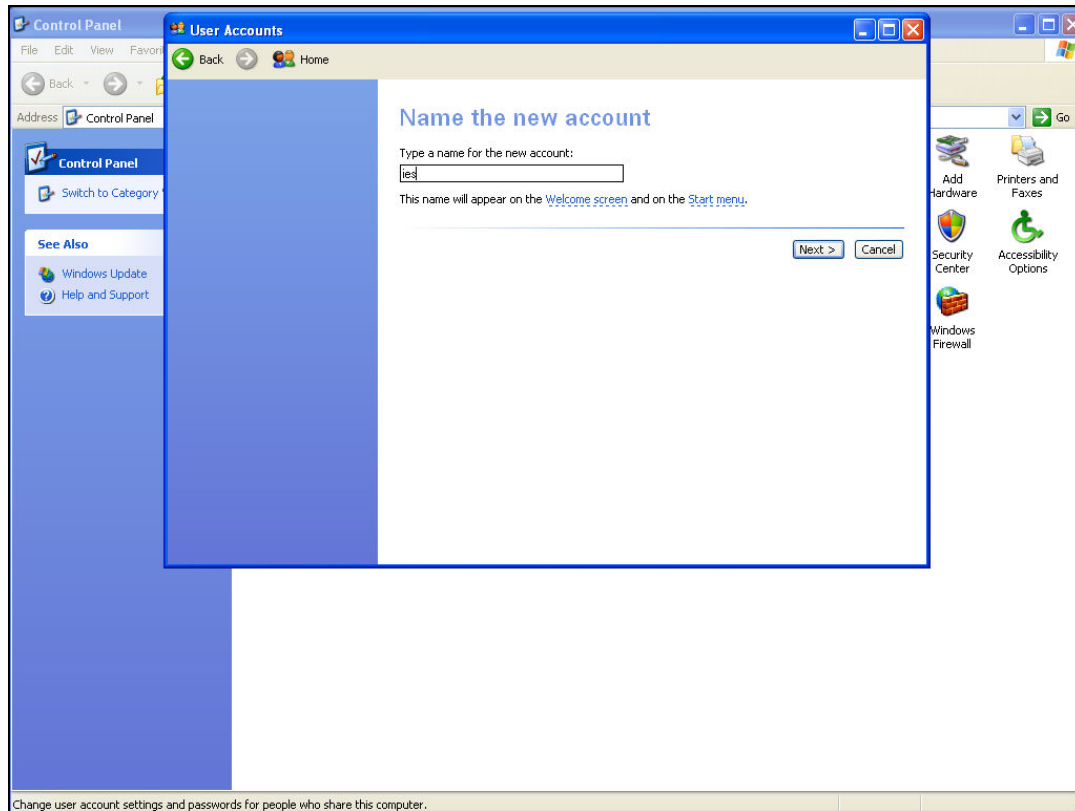 Control Panel
File Edit View
Back
Address Control Panel
Go
Control Panel
Switch to Category
See Also
Windows Update
Help and Support
User Accounts
Back Home
Name the new account
Type a name for the new account:
ies
This name will appear on the Welcome screen and on the Start menu.
Next > Cancel
Add
Hardware
Printers and
Faxes
Security
Center
Accessibility
Options
Windows
Firewall
Change user account settings and passwords for people who share this computer.